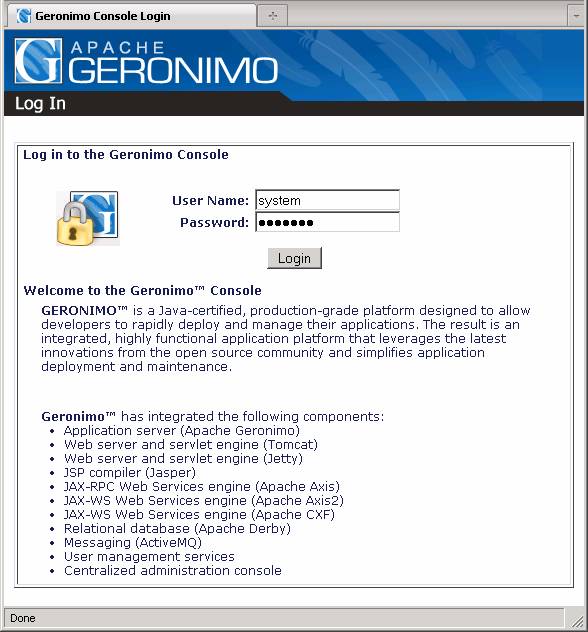 Geronimo Console Login
APACHE
GERONIMO
Log In
Log in to the Geronimo Console
User Name: system
Password: ●●●●●●●
Login
Welcome to the Geronimo™ Console
GERONIMO™ is a Java-certified, production-grade platform designed to allow
developers to rapidly deploy and manage their applications. The result is an
integrated, highly functional application platform that leverages the latest
innovations from the open source community and simplifies application
deployment and maintenance.
Geronimo™ has integrated the following components:
• Application server (Apache Geronimo)
• Web server and servlet engine (Tomcat)
• Web server and servlet engine (Jetty)
• JSP compiler (Jasper)
• JAX-RPC Web Services engine (Apache Axis)
• JAX-WS Web Services engine (Apache Axis2)
• JAX-WS Web Services engine (Apache CXF)
• Relational database (Apache Derby)
• Messaging (ActiveMQ)
• User management services
• Centralized administration console
Done